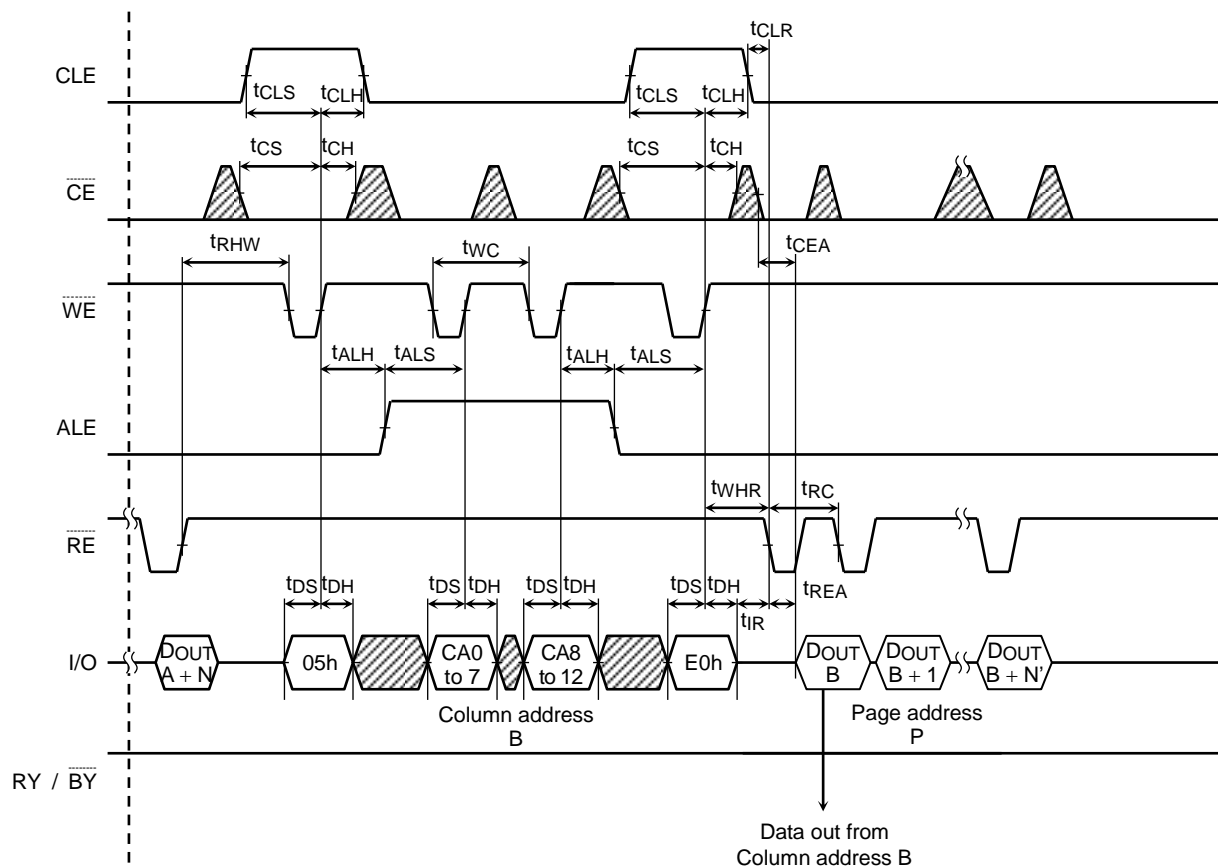 tCLR
CLE
tCLS tCLH tCLS tCLH
tCS tCH tCS tCH
CE
tRHW tWC tCEA
WE
tALH tALS tALH tALS
ALE
tWHR tRC
RE
tDS tDH tDS tDH tDS tDH tDS tDH tREA
tIR
I/O
DOUT
A + N
05h
CA0
to 7
CA8
to 12
E0h
DOUT
B
DOUT
B + 1
DOUT
B + N'
Column address
B
Page address
P
RY / BY
Data out from
Column address B